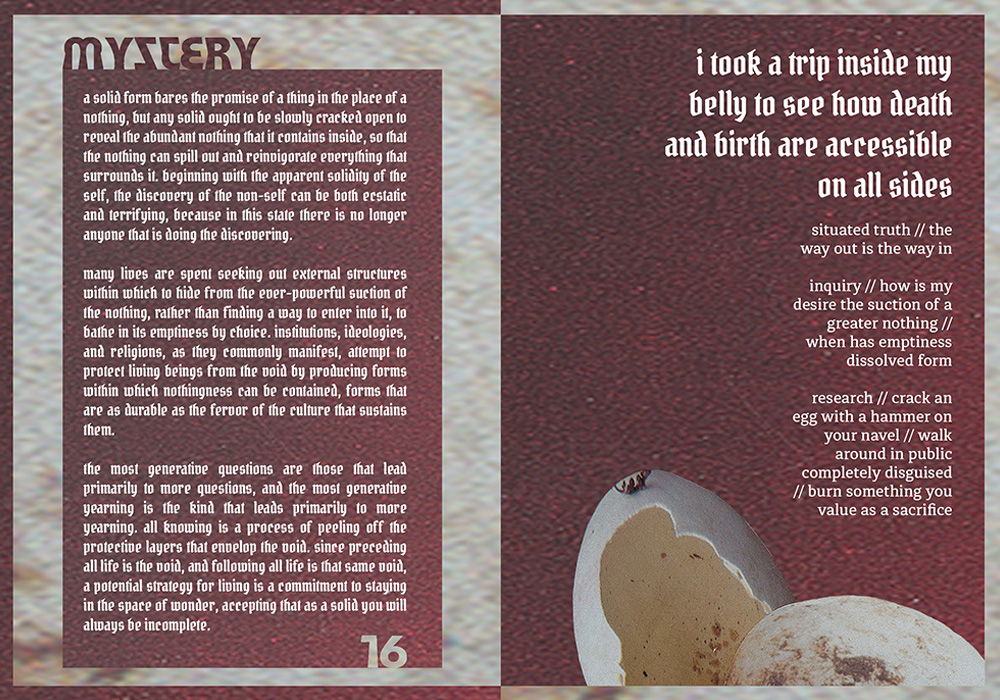 MYSTERY
a solid form bares the promise of a thing in the place of a
nothing, but any solid ought to be slowly cracked open to
reveal the abundant nothing that it contains inside, so that
the nothing can spill out and reinvigorate everything that
surrounds it. beginning with the apparent solidity of the
self, the discovery of the non-self can be both ecstatic
and terrifying, because in this state there is no longer
anyone that is doing the discovering.
many lives are spent seeking out external structures
within which to hide from the ever-powerful suction of
the nothing, rather than finding a way to enter into it, to
bathe in its emptiness by choice. institutions, ideologies,
and religions, as they commonly manifest, attempt to
protect living beings from the void by producing forms
within which nothingness can be contained, forms that
are as durable as the fervor of the culture that sustains
them.
the most generative questions are those that lead
primarily to more questions, and the most generative
yearning is the kind that leads primarily to more
yearning. all knowing is a process of peeling off the
protective layers that envelop the void. since preceding
all life is the void, and following all life is that same void,
a potential strategy for living is a commitment to staying
in the space of wonder, accepting that as a solid you will
always be incomplete.
16
i took a trip inside my
belly to see how death
and birth are accessible
on all sides
situated truth // the
way out is the way in
inquiry // how is my
desire the suction of a
greater nothing //
when has emptiness
dissolved form
research // crack an
egg with a hammer on
your navel // walk
around in public
completely disguised
// burn something you
value as a sacrifice